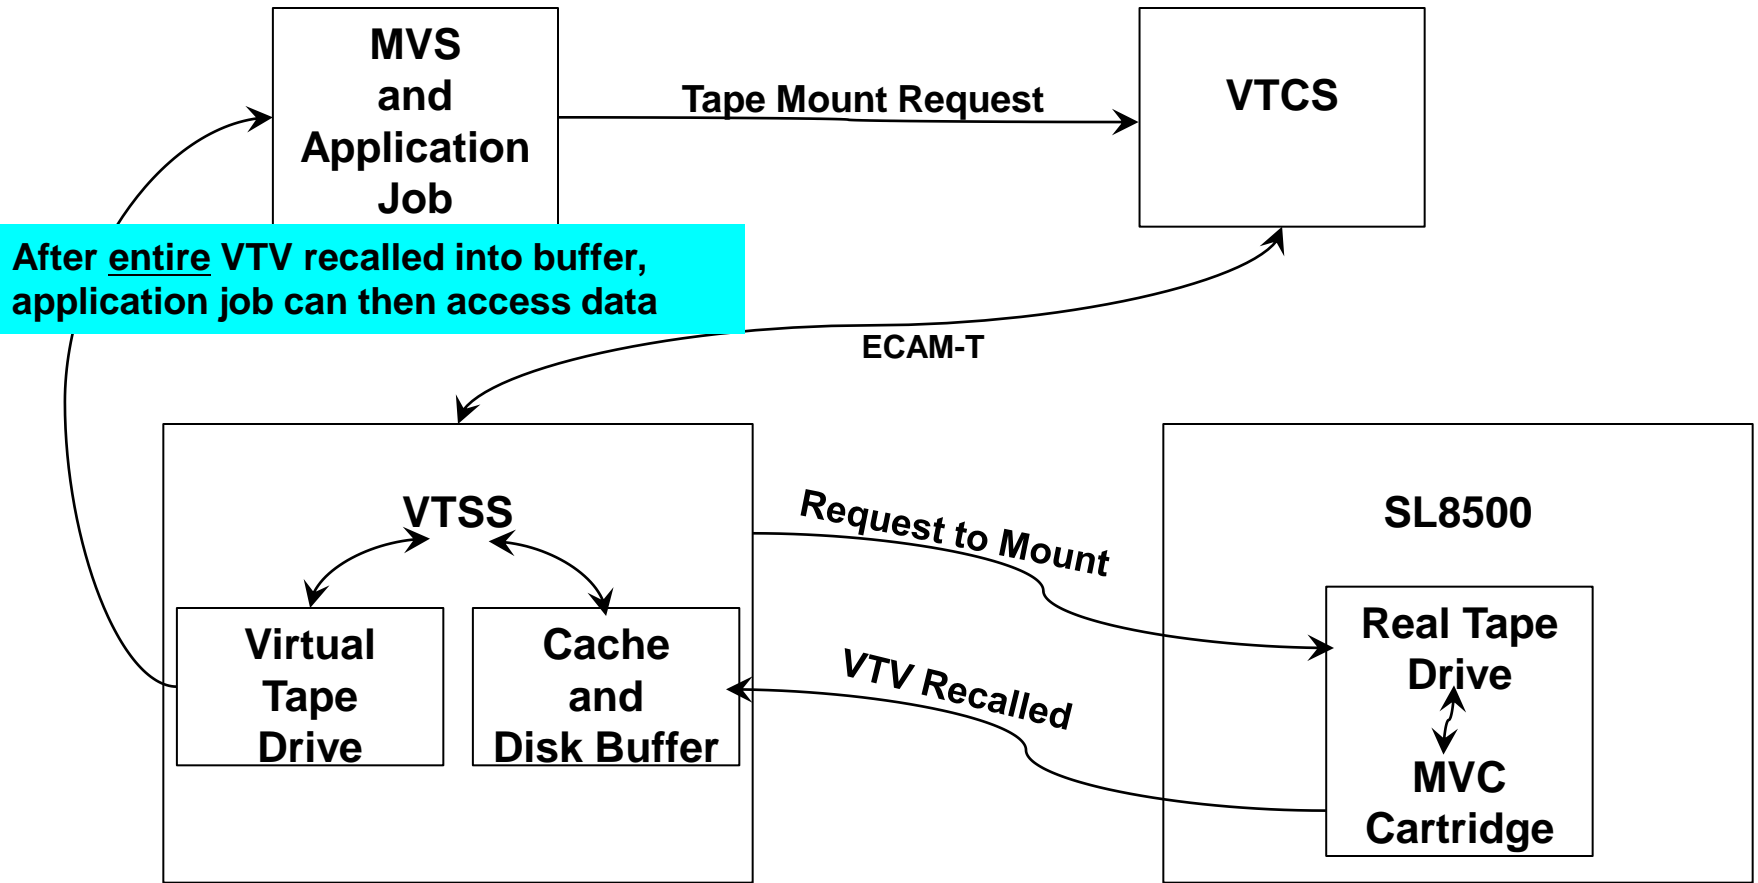 MVS
and
Application
Job
Tape Mount Request
VTCS
After entire VTV recalled into buffer,
application job can then access data
ECAM-T
VTSS
Request to Mount
SL8500
Virtual
Tape
Drive
Cache
and
Disk Buffer
VTV Recalled
Real Tape
Drive
MVC
Cartridge